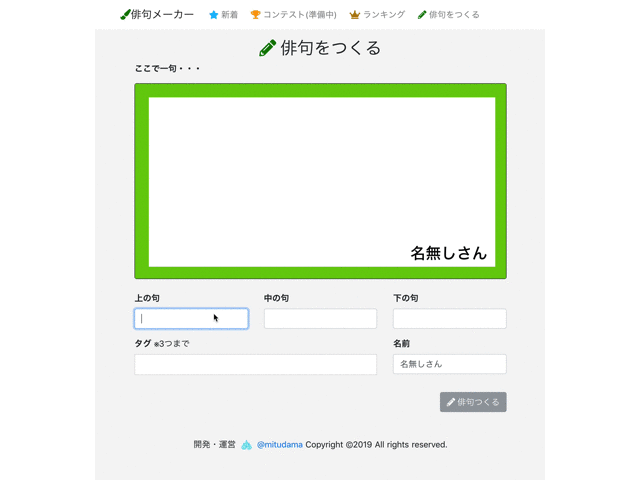 俳句メーカー 新着 コンテスト(準備中) ランキング 俳句をつくる
俳句をつくる
ここで一句・・・
名無しさん
上の句 中の句 下の句
タグ ※3つまで 名前
名無しさん
俳句つくる
開発・運営 @mitudama Copyright ©2019 All rights reserved.